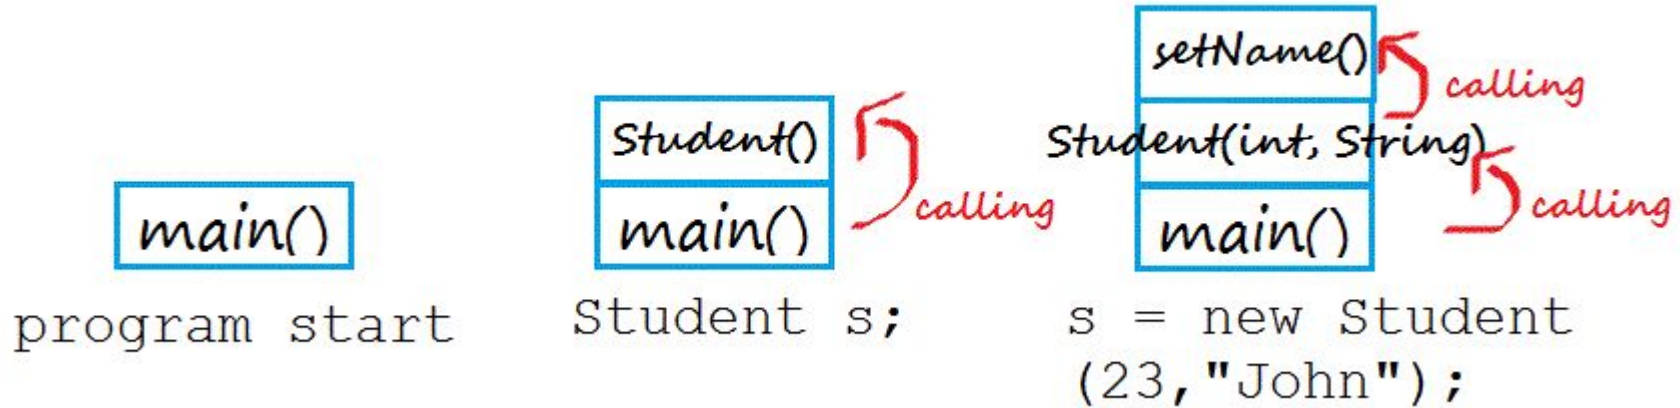 main()
program start
Student()
calling
main()
Student s;
setName()
calling
Student(int, String)
calling
main()
s = new Student
(23,"John");